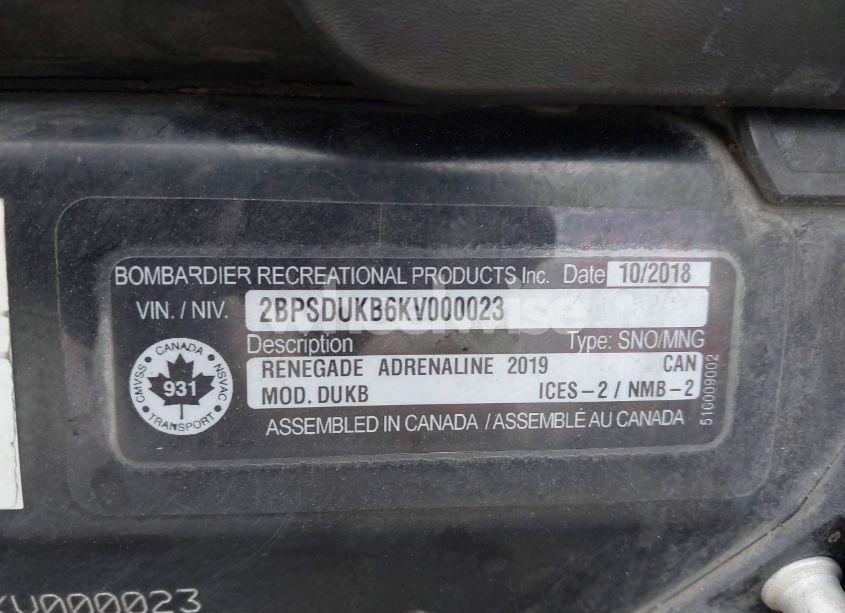 BOMBARDIER RECREATIONAL PRODUCTS Inc. Date 10/2018
VIN. / NIV. 2BPSDUKB6KV000023
Description Type: SNO/MNG
RENEGADE ADRENALINE 2019 CAN
MOD. DUKB ICES-2 / NMB-2
ASSEMBLED IN CANADA / ASSEMBLÉ AU CANADA
CANADA
CMVSS
NSVAC
931
TRANSPORT
516009002
KV000023